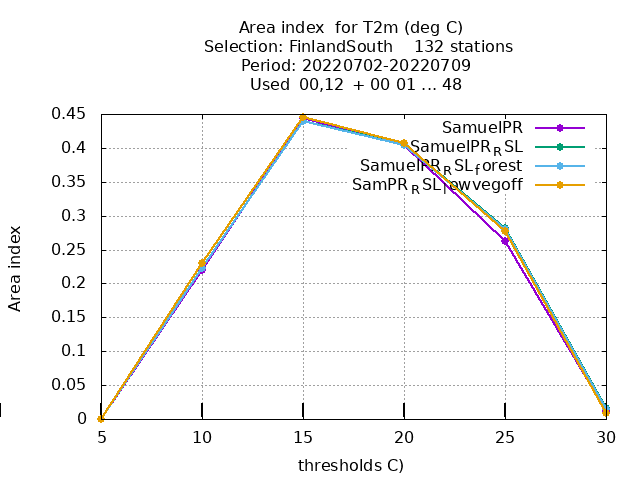 Area index for T2m (deg C)
Selection: FinlandSouth 132 stations
Period: 20220702-20220709
Used 00,12 + 00 01 ... 48
0.45
0.4
0.35
0.3
0.25
0.2
0.15
0.1
0.05
0
Area index
SamuelPR
SamuelPR_RSL
SamuelPR_RSL_forest
SamPR_RSL_lowvegoff
5 10 15 20 25 30
thresholds C)